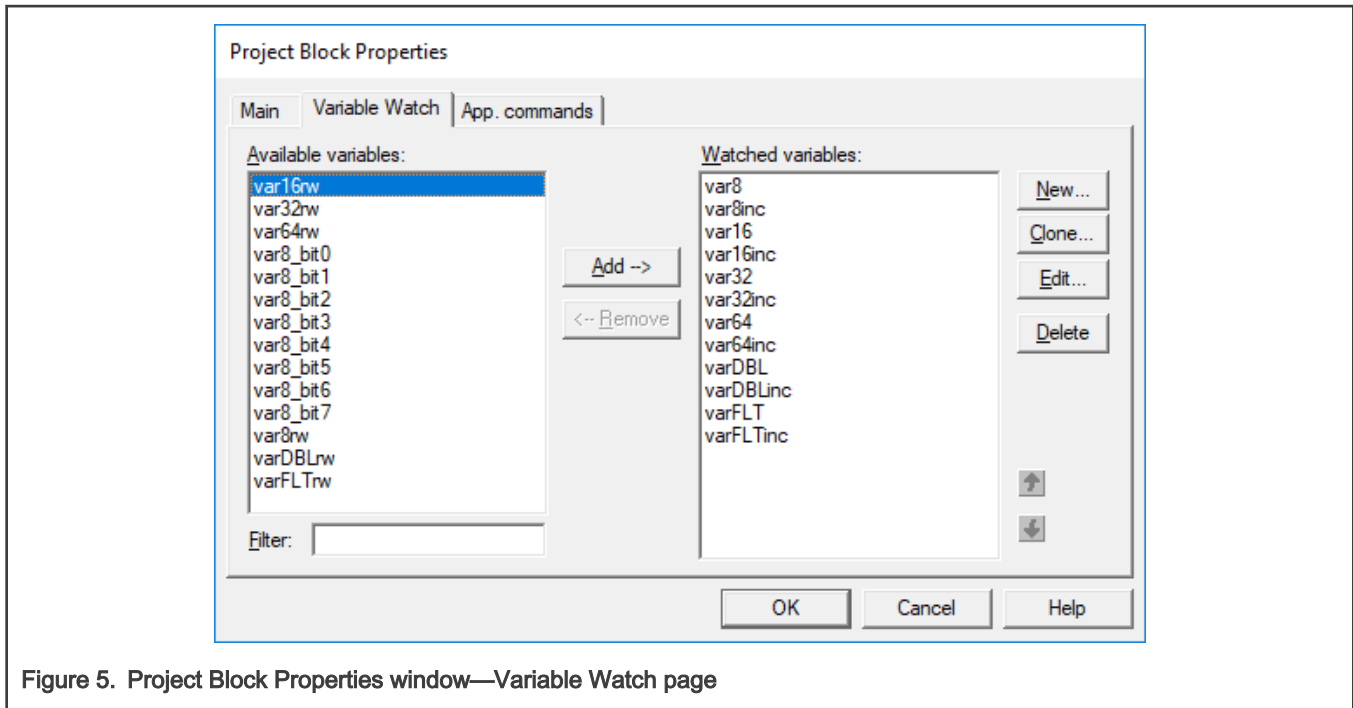 Project Block Properties
Main Variable Watch App. commands
Available variables:
var16rw
var32rw
var64rw
var8_bit0
var8_bit1
var8_bit2
var8_bit3
var8_bit4
var8_bit5
var8_bit6
var8_bit7
var8rw
varDBLrw
varFLTrw
Filter:
Add -->
<-- Remove
Watched variables:
var8
var8inc
var16
var16inc
var32
var32inc
var64
var64inc
varDBL
varDBLinc
varFLT
varFLTinc
New...
Clone...
Edit...
Delete
OK Cancel Help
Figure 5. Project Block Properties window—Variable Watch page